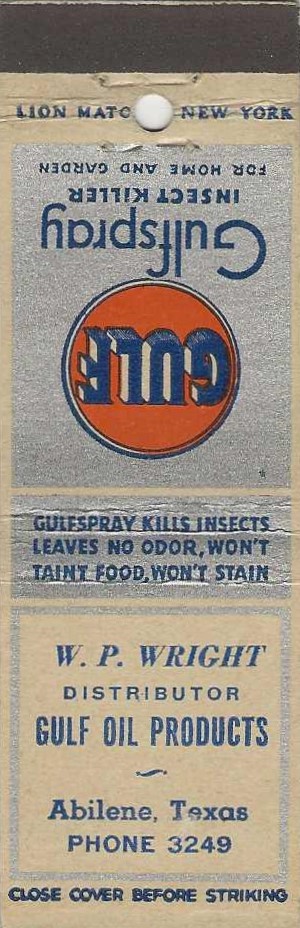 LION MATCH NEW YORK
Gulfspray
INSECT KILLER
FOR HOME AND GARDEN
GULF
GULFSPRAY KILLS INSECTS
LEAVES NO ODOR, WON'T
TAINT FOOD, WON'T STAIN
W. P. WRIGHT
DISTRIBUTOR
GULF OIL PRODUCTS
Abilene, Texas
PHONE 3249
CLOSE COVER BEFORE STRIKING